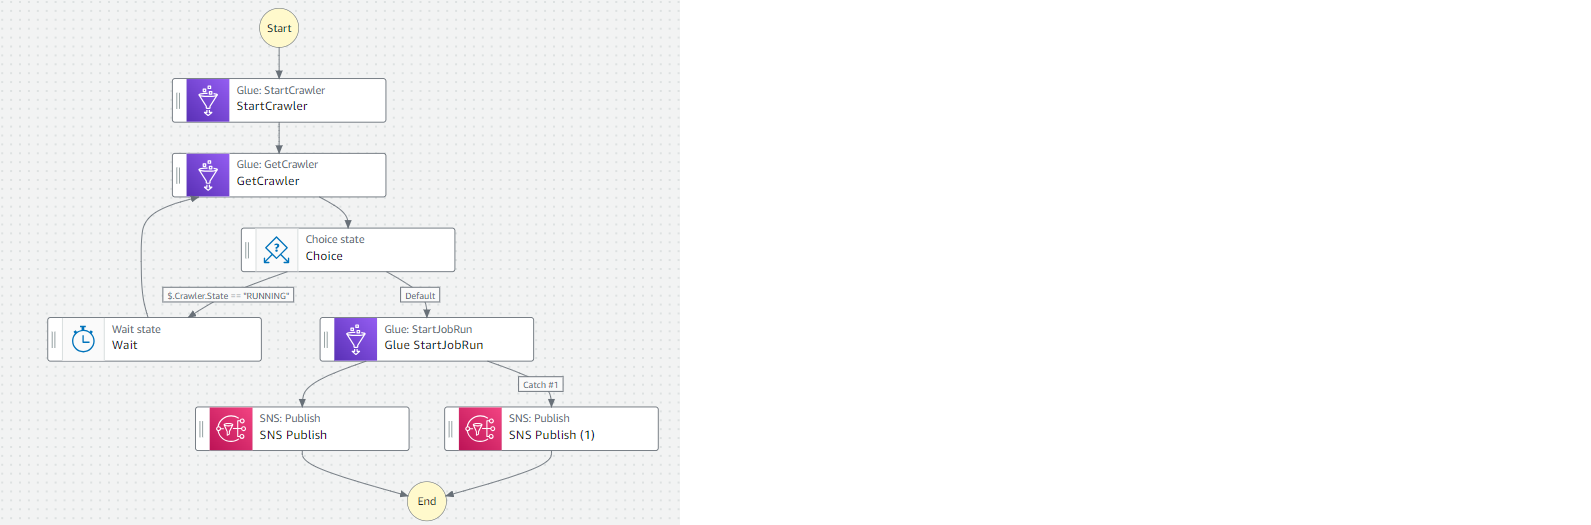 Start
Glue: StartCrawler
StartCrawler
Glue: GetCrawler
GetCrawler
Choice state
Choice
$.Crawler.State == "RUNNING"
Default
Wait state
Wait
Glue: StartJobRun
Glue StartJobRun
Catch #1
SNS: Publish
SNS Publish
SNS: Publish
SNS Publish (1)
End